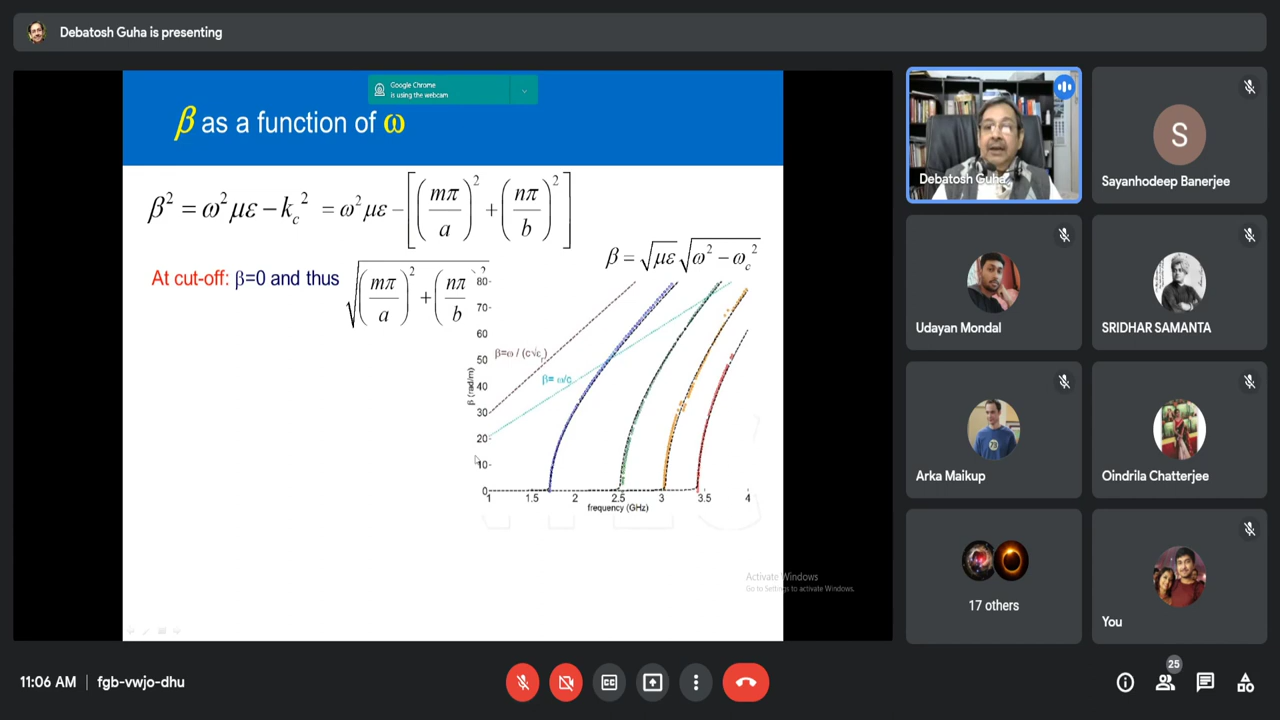 Debatosh Guha is presenting
Google Chrome
is using the webcam
β as a function of ω
β² = ω²με − k_c² = ω²με − [(mπ/a)² + (nπ/b)²]
β = √με √ω² − ω_c²
At cut-off: β=0 and thus √(mπ/a)² + (nπ/b)²
80
70
60
50
40
30
20
10
0
β (rad/m)
β=ω / (c√ε_r)
β= ω/c
1 1.5 2 2.5 3 3.5 4
frequency (GHz)
Activate Windows
Go to Settings to activate Windows.
Debatosh Guha
S
Sayanhodeep Banerjee
Udayan Mondal
SRIDHAR SAMANTA
Arka Maikup
Oindrila Chatterjee
17 others
You
11:06 AM | fgb-vwjo-dhu
CC
25